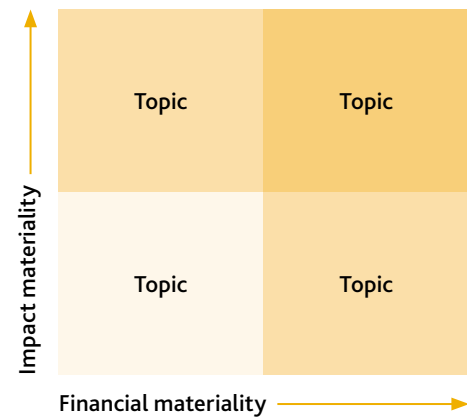 Topic
Topic
Topic
Topic
Impact materiality
Financial materiality